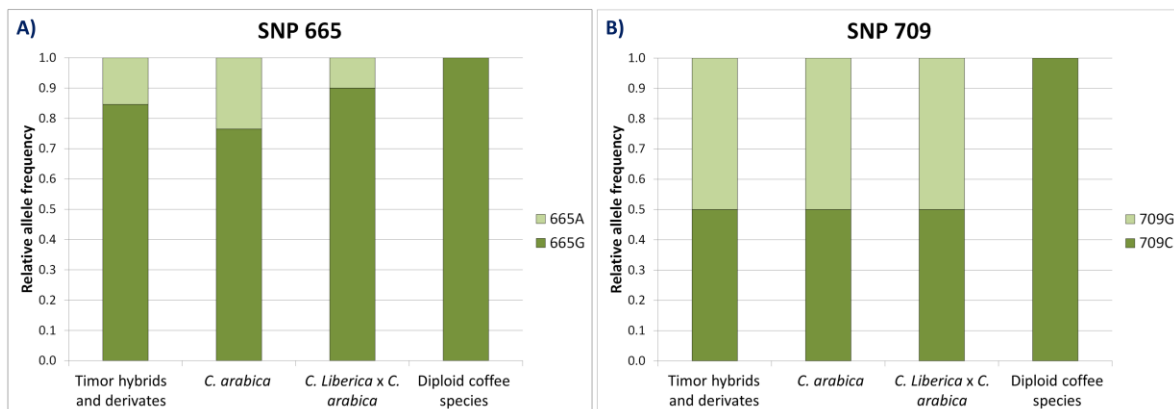 A)
SNP 665
Relative allele frequency
1.0
0.9
0.8
0.7
0.6
0.5
0.4
0.3
0.2
0.1
0.0
Timor hybrids
and derivates
C. arabica
C. Liberica x C.
arabica
Diploid coffee
species
665A
665G
B)
SNP 709
Relative allele frequency
1.0
0.9
0.8
0.7
0.6
0.5
0.4
0.3
0.2
0.1
0.0
Timor hybrids
and derivates
C. arabica
C. Liberica x C.
arabica
Diploid coffee
species
709G
709C